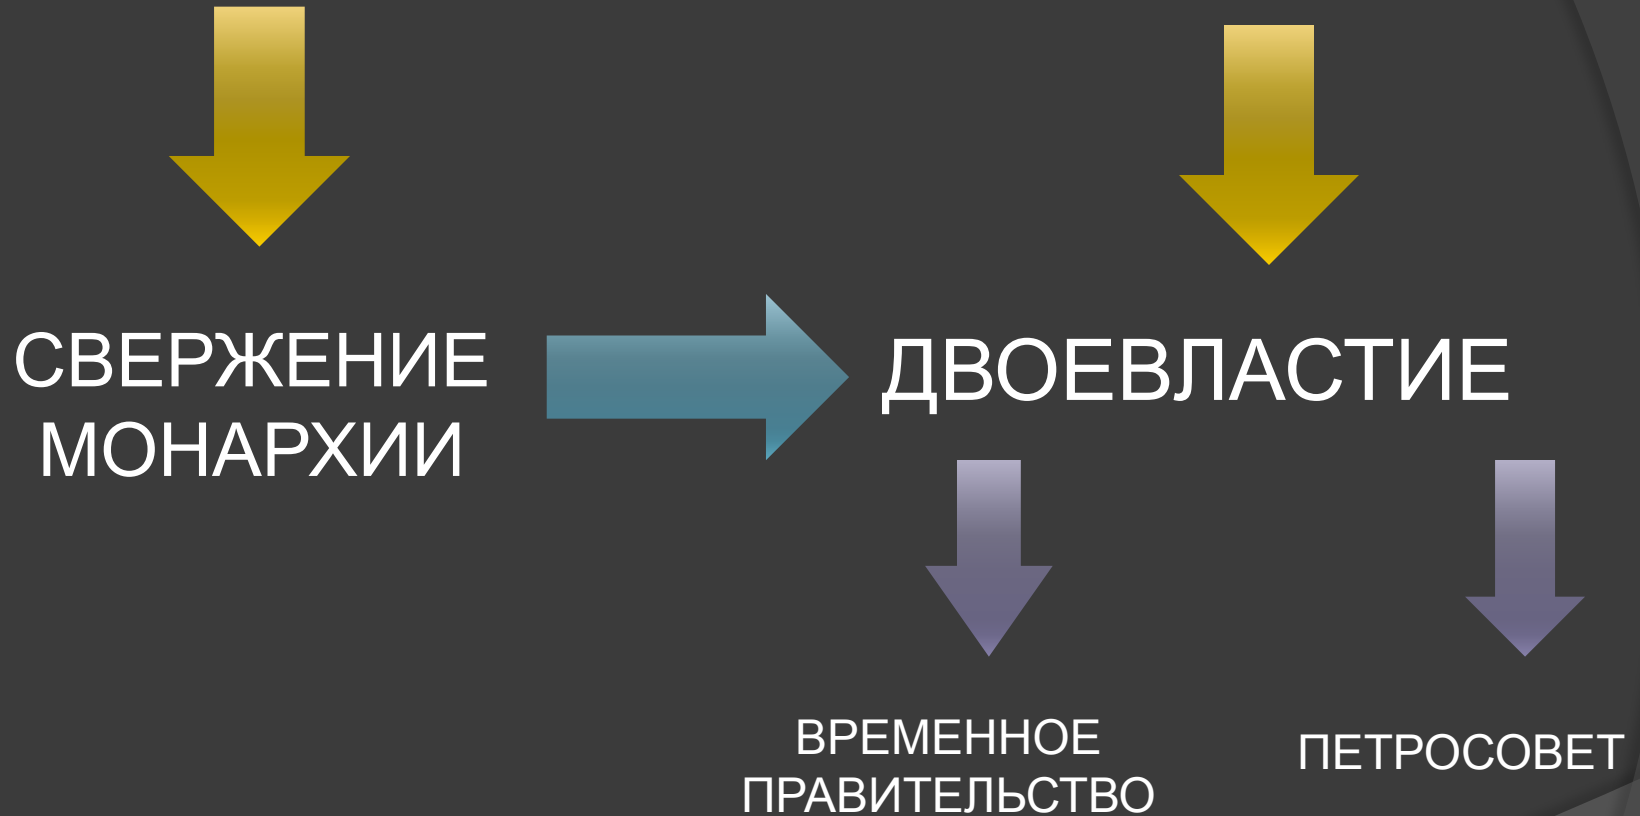 СВЕРЖЕНИЕ
МОНАРХИИ
ДВОЕВЛАСТИЕ
ВРЕМЕННОЕ
ПРАВИТЕЛЬСТВО
ПЕТРОСОВЕТ